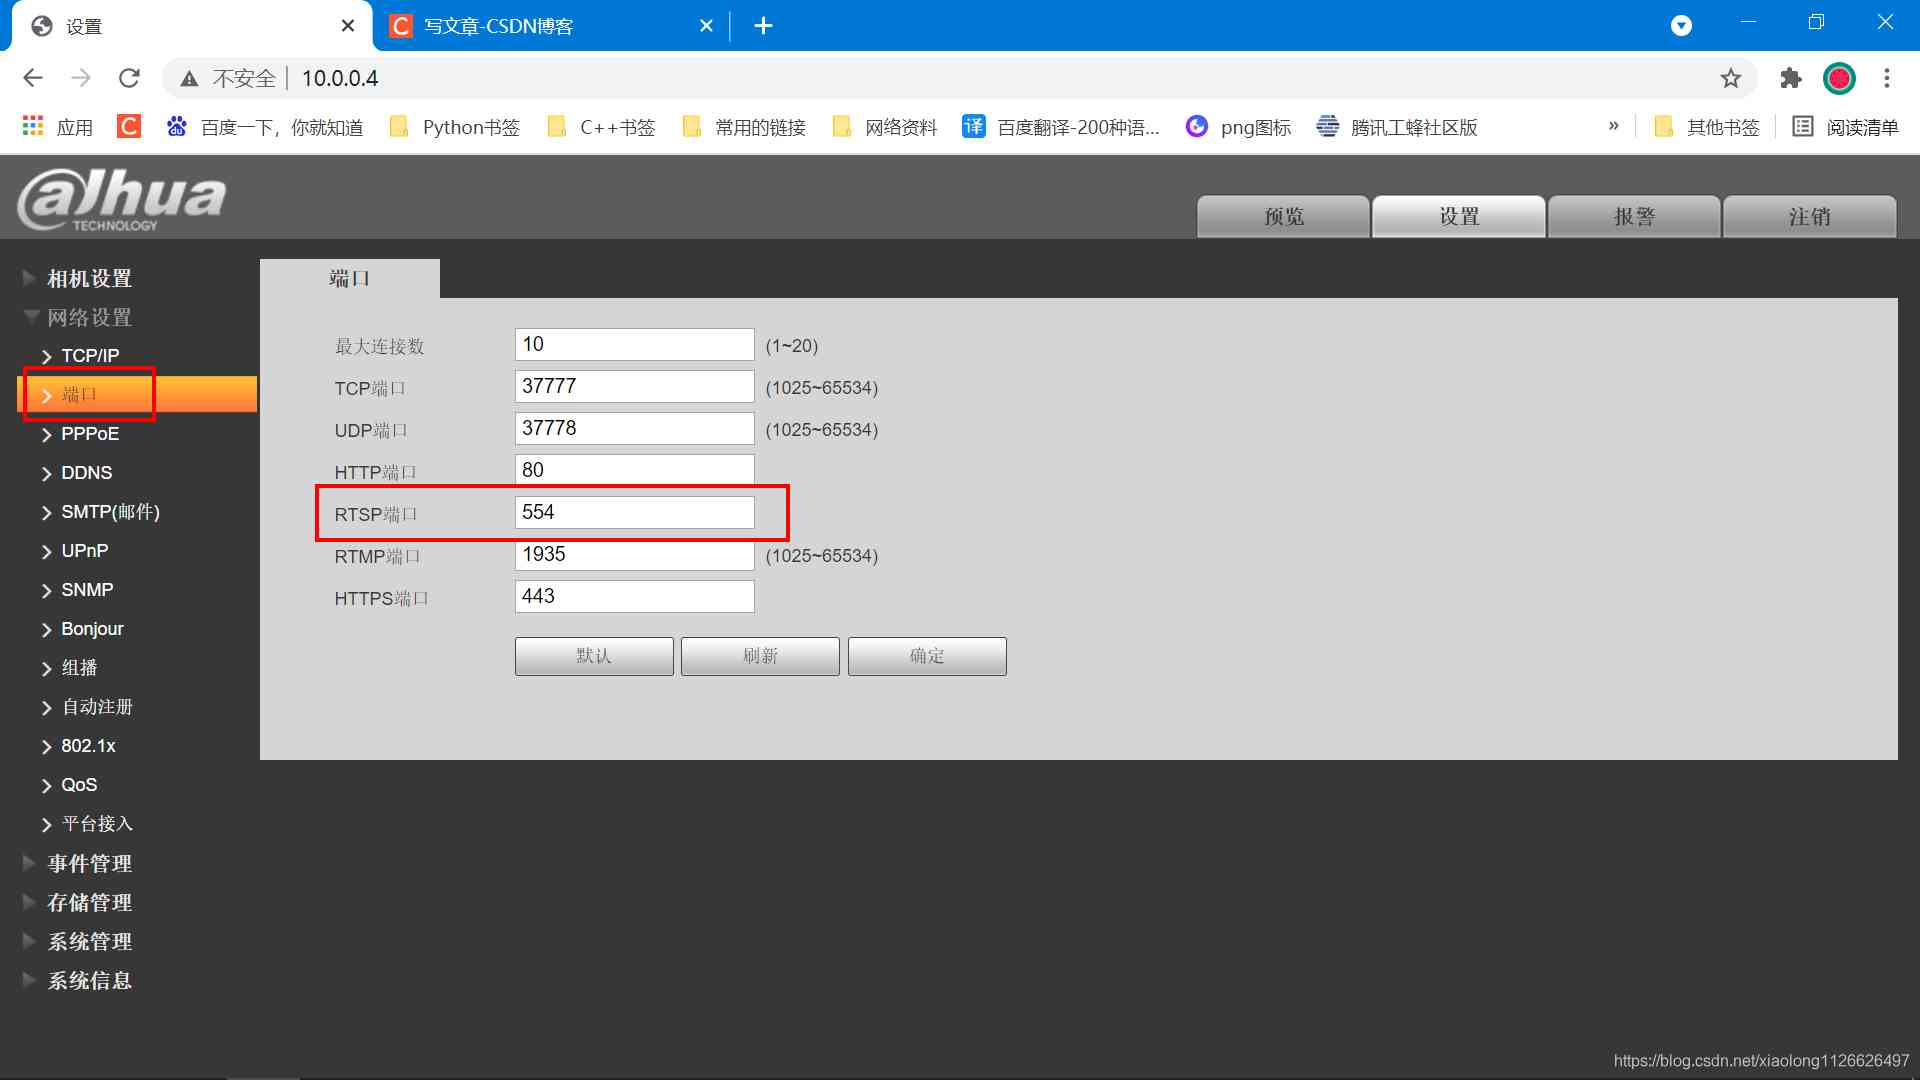 设置
写文章-CSDN博客
不安全 10.0.0.4
应用
百度一下，你就知道
Python书签
C++书签
常用的链接
网络资料
译
百度翻译-200种语...
png图标
腾讯工蜂社区版
»
其他书签
阅读清单
alhua
TECHNOLOGY
预览
设置
报警
注销
相机设置
网络设置
TCP/IP
端口
PPPoE
DDNS
SMTP(邮件)
UPnP
SNMP
Bonjour
组播
自动注册
802.1x
QoS
平台接入
事件管理
存储管理
系统管理
系统信息
端口
最大连接数 10 (1~20)
TCP端口 37777 (1025~65534)
UDP端口 37778 (1025~65534)
HTTP端口 80
RTSP端口 554
RTMP端口 1935 (1025~65534)
HTTPS端口 443
默认 刷新 确定
https://blog.csdn.net/xiaolong1126626497